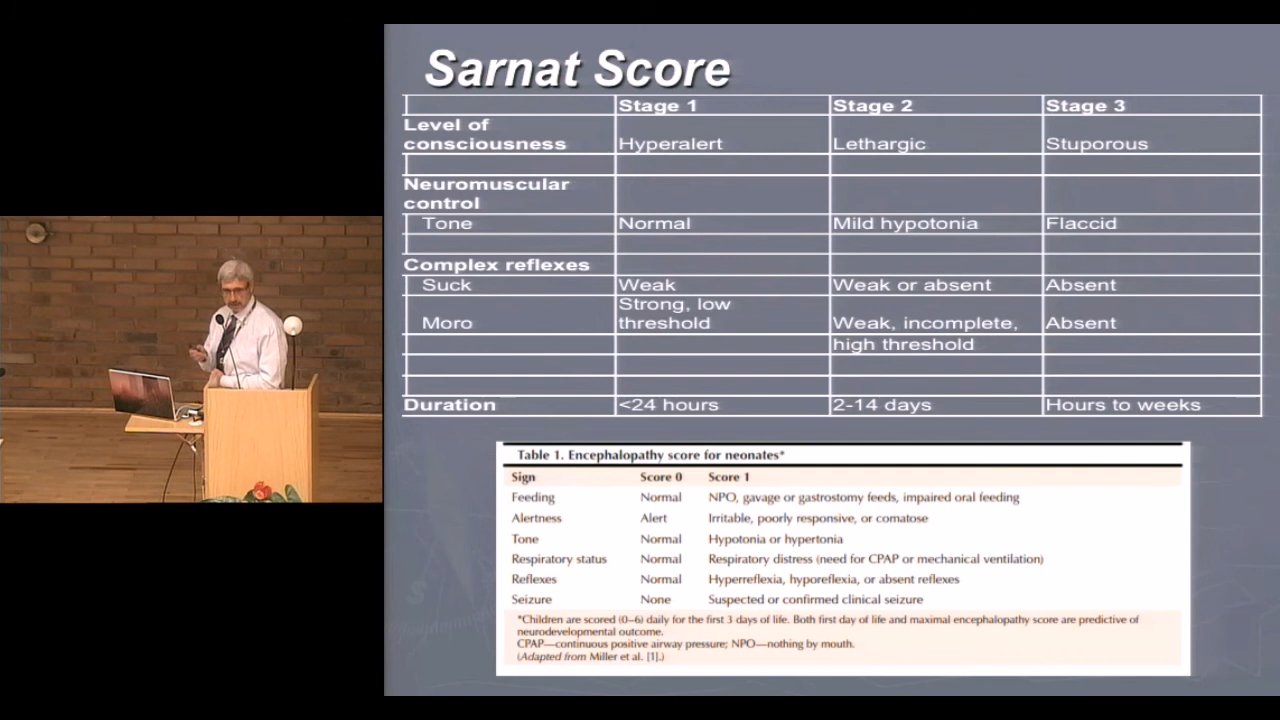 Sarnat Score
Stage 1 Stage 2 Stage 3
Level of
consciousness Hyperalert Lethargic Stuporous
Neuromuscular
control
Tone Normal Mild hypotonia Flaccid
Complex reflexes
Suck Weak Weak or absent Absent
Strong, low
Moro threshold Weak, incomplete, Absent
high threshold
Duration <24 hours 2-14 days Hours to weeks
Table 1. Encephalopathy score for neonates*
Sign Score 0 Score 1
Feeding Normal NPO, gavage or gastrostomy feeds, impaired oral feeding
Alertness Alert Irritable, poorly responsive, or comatose
Tone Normal Hypotonia or hypertonia
Respiratory status Normal Respiratory distress (need for CPAP or mechanical ventilation)
Reflexes Normal Hyperreflexia, hyporeflexia, or absent reflexes
Seizure None Suspected or confirmed clinical seizure
*Children are scored (0–6) daily for the first 3 days of life. Both first day of life and maximal encephalopathy score are predictive of
neurodevelopmental outcome.
CPAP—continuous positive airway pressure; NPO—nothing by mouth.
(Adapted from Miller et al. [1].)